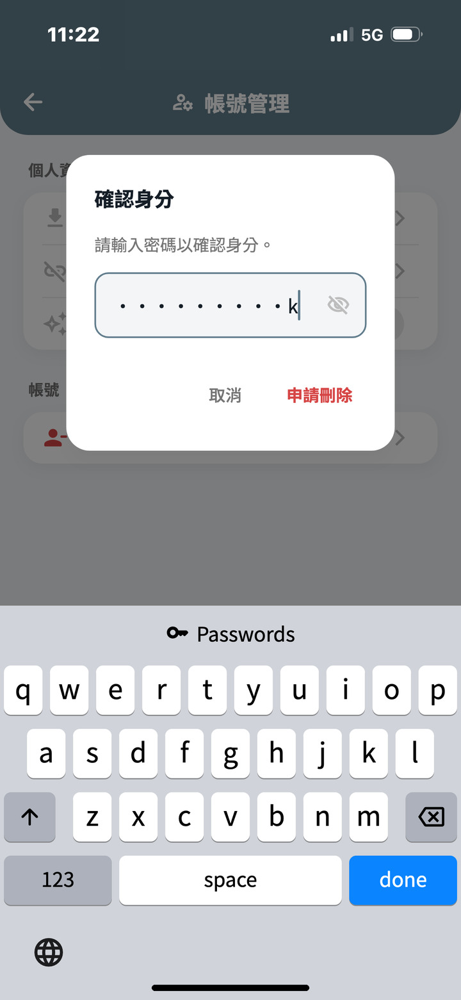 11:22
5G
帳號管理
個人資
確認身分
請輸入密碼以確認身分。
• • • • • • • • • k
取消
申請刪除
帳號
Passwords
q w e r t y u i o p
a s d f g h j k l
z x c v b n m
123 space done